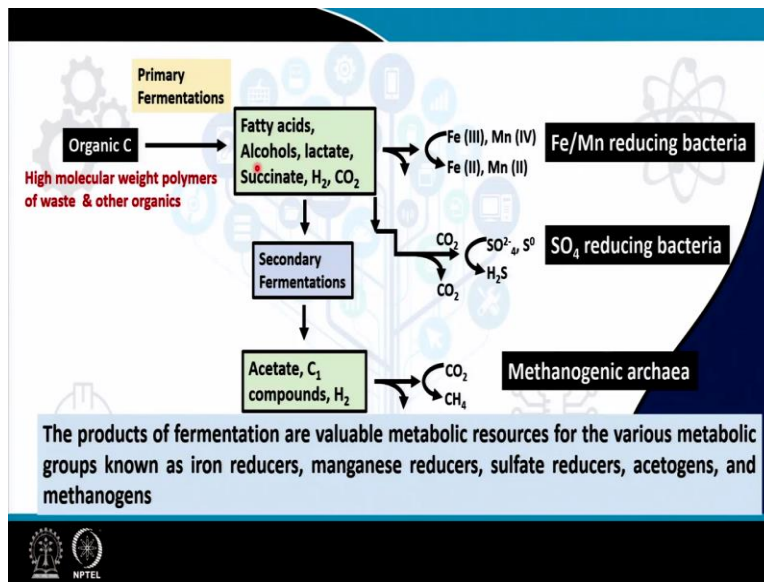 Primary
Fermentations
Organic C
High molecular weight polymers
of waste & other organics
Fatty acids,
Alcohols, lactate,
Succinate, H₂, CO₂
Fe (III), Mn (IV)
Fe (II), Mn (II)
Fe/Mn reducing bacteria
CO₂
SO²⁻₄, S⁰
CO₂
H₂S
SO₄ reducing bacteria
Secondary
Fermentations
Acetate, C₁
compounds, H₂
CO₂
CH₄
Methanogenic archaea
The products of fermentation are valuable metabolic resources for the various metabolic
groups known as iron reducers, manganese reducers, sulfate reducers, acetogens, and
methanogens
NPTEL